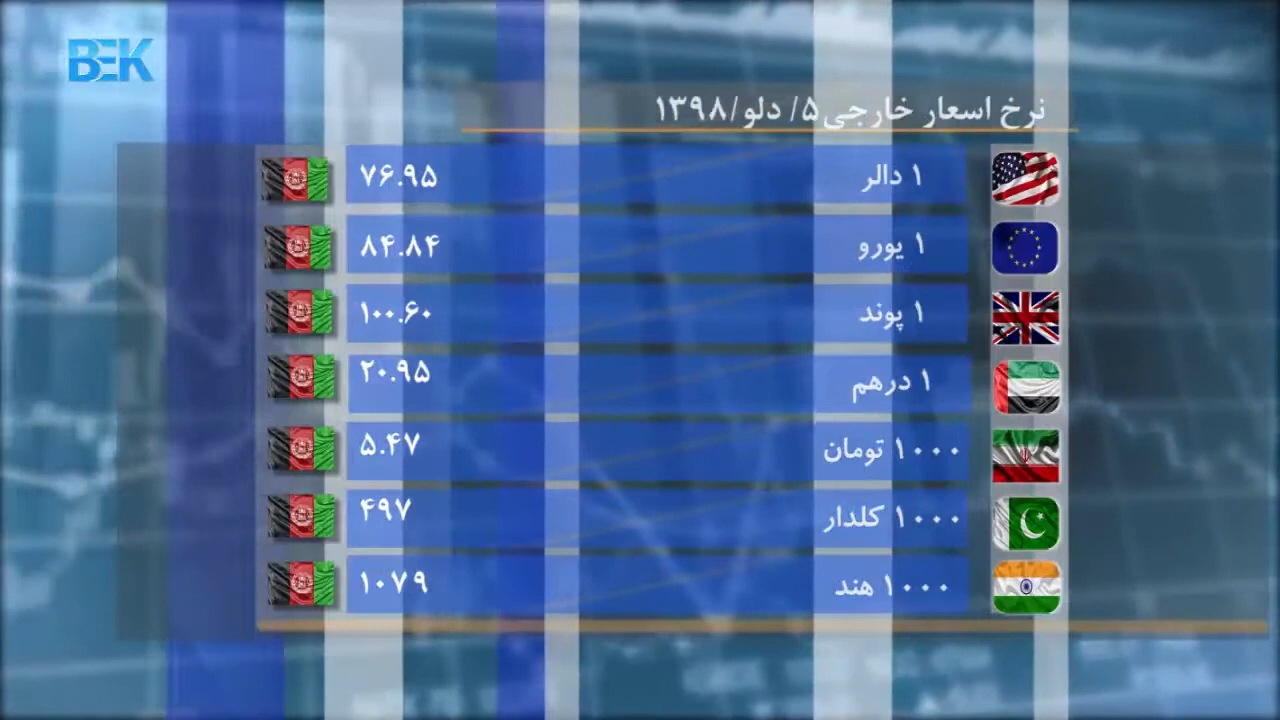 BEK
نرخ اسعار خارجی۵/ دلو/۱۳۹۸
۱ دالر ۷۶.۹۵
۱ یورو ۸۴.۸۴
۱ پوند ۱۰۰.۶۰
۱ درهم ۲۰.۹۵
۱۰۰۰ تومان ۵.۴۷
۱۰۰۰ کلدار ۴۹۷
۱۰۰۰ هند ۱۰۷۹